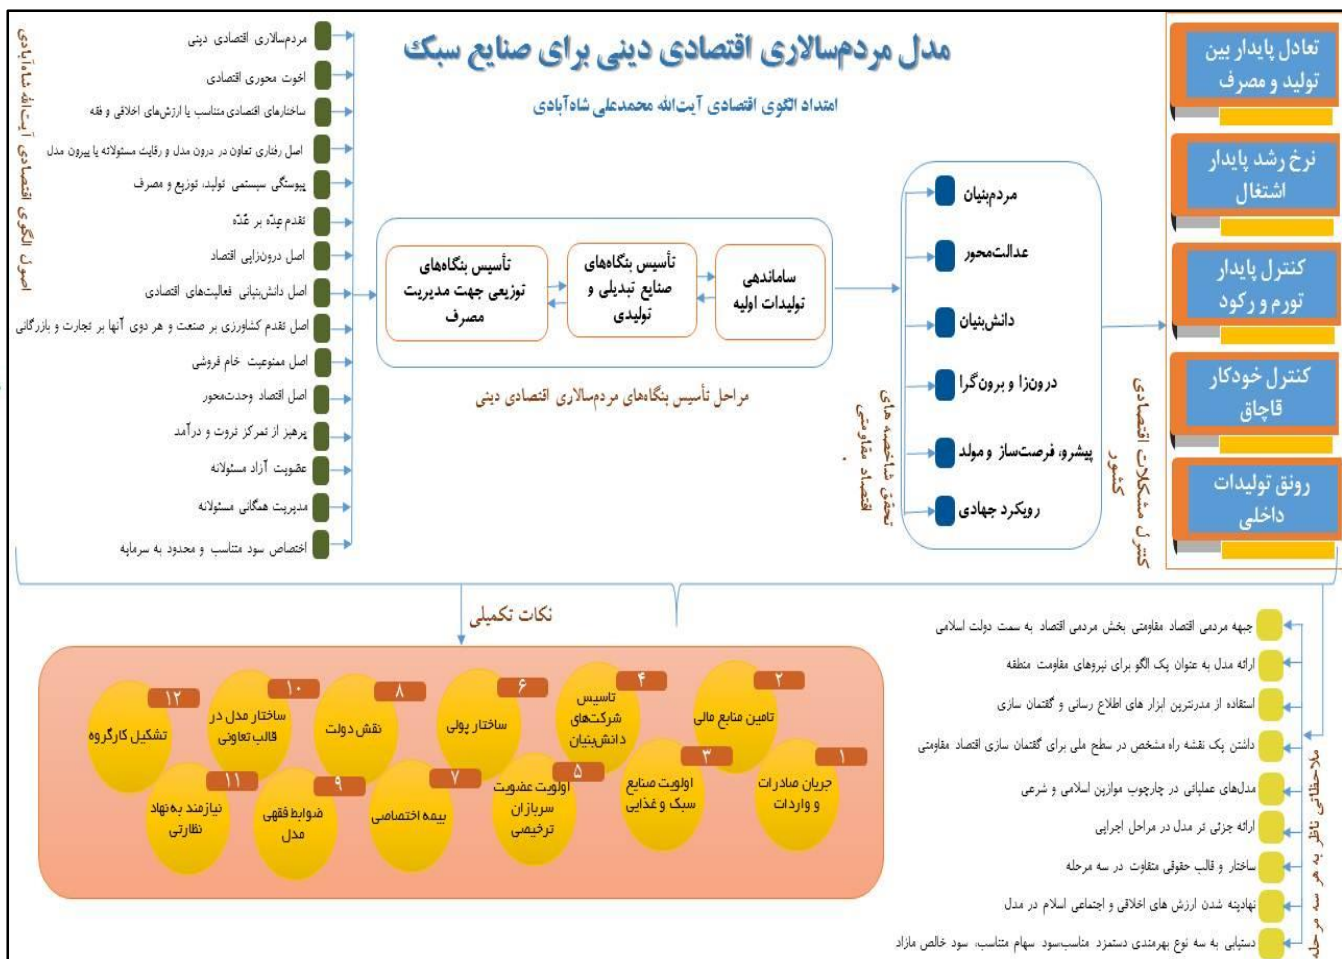 مدل مردم‌سالاری اقتصادی دینی برای صنایع سبک
امتداد الگوی اقتصادی آیت‌الله محمدعلی شاه‌آبادی
تعادل پایدار بین
تولید و مصرف
نرخ رشد پایدار
اشتغال
کنترل پایدار
تورم و رکود
کنترل خودکار
قاچاق
رونق تولیدات
داخلی
کنترل مشکلات اقتصادی
کشور
مردم‌بنیان
عدالت‌محور
دانش‌بنیان
درون‌زا و برون‌گرا
پیشرو، فرصت‌ساز و مولد
رویکرد جهادی
تحقق شاخصه های
اقتصاد مقاومتی
ساماندهی
تولیدات اولیه
تأسیس بنگاه‌های
صنایع تبدیلی و
تولیدی
تأسیس بنگاه‌های
توزیعی جهت مدیریت
مصرف
مراحل تأسیس بنگاه‌های مردم‌سالاری اقتصادی دینی
مردم‌سالاری اقتصادی دینی
اخوت محوری اقتصادی
ساختارهای اقتصادی متناسب با ارزش‌های اخلاقی و فقه
اصل رفتاری تعاون در درون مدل و رقابت مسئولانه با بیرون مدل
پیوستگی سیستمی تولید، توزیع و مصرف
تقدم عِدّه بر عُدّه
اصل درون‌زایی اقتصاد
اصل دانش‌بنیانی فعالیت‌های اقتصادی
اصل تقدم کشاورزی بر صنعت و هر دوی آنها بر تجارت و بازرگانی
اصل ممنوعیت خام فروشی
اصل اقتصاد وحدت‌محور
پرهیز از تمرکز ثروت و درآمد
عضویت آزاد مسئولانه
مدیریت همگانی مسئولانه
اختصاص سود متناسب و محدود به سرمایه
اصول الگوی اقتصادی آیت‌الله شاه‌آبادی
جبهه مردمی اقتصاد مقاومتی بخش مردمی اقتصاد به سمت دولت اسلامی
ارائه مدل به عنوان یک الگو برای نیروهای مقاومت منطقه
استفاده از مدرنترین ابزار های اطلاع رسانی و گفتمان سازی
داشتن یک نقشه راه مشخص در سطح ملی برای گفتمان سازی اقتصاد مقاومتی
مدل‌های عملیاتی در چارچوب موازین اسلامی و شرعی
ارائه جزئی تر مدل در مراحل اجرایی
ساختار و قالب حقوقی متفاوت در سه مرحله
نهادینه شدن ارزش های اخلاقی و اجتماعی اسلام در مدل
دستیابی به سه نوع بهرمندی دستمزد مناسب‌سود سهام متناسب، سود خالص مازاد
ملاحظاتی ناظر به هر سه مرحله
نکات تکمیلی
۱
جریان صادرات
و واردات
۲
تامین منابع مالی
۳
اولویت صنایع
سبک و غذایی
۴
تاسیس
شرکت‌های
دانش‌بنیان
۵
اولویت عضویت
سربازان
ترخیصی
۶
ساختار پولی
۷
بیمه اختصاصی
۸
نقش دولت
۹
ضوابط فقهی
مدل
۱۰
ساختار مدل در
قالب تعاونی
۱۱
نیازمند به نهاد
نظارتی
۱۲
تشکیل کارگروه